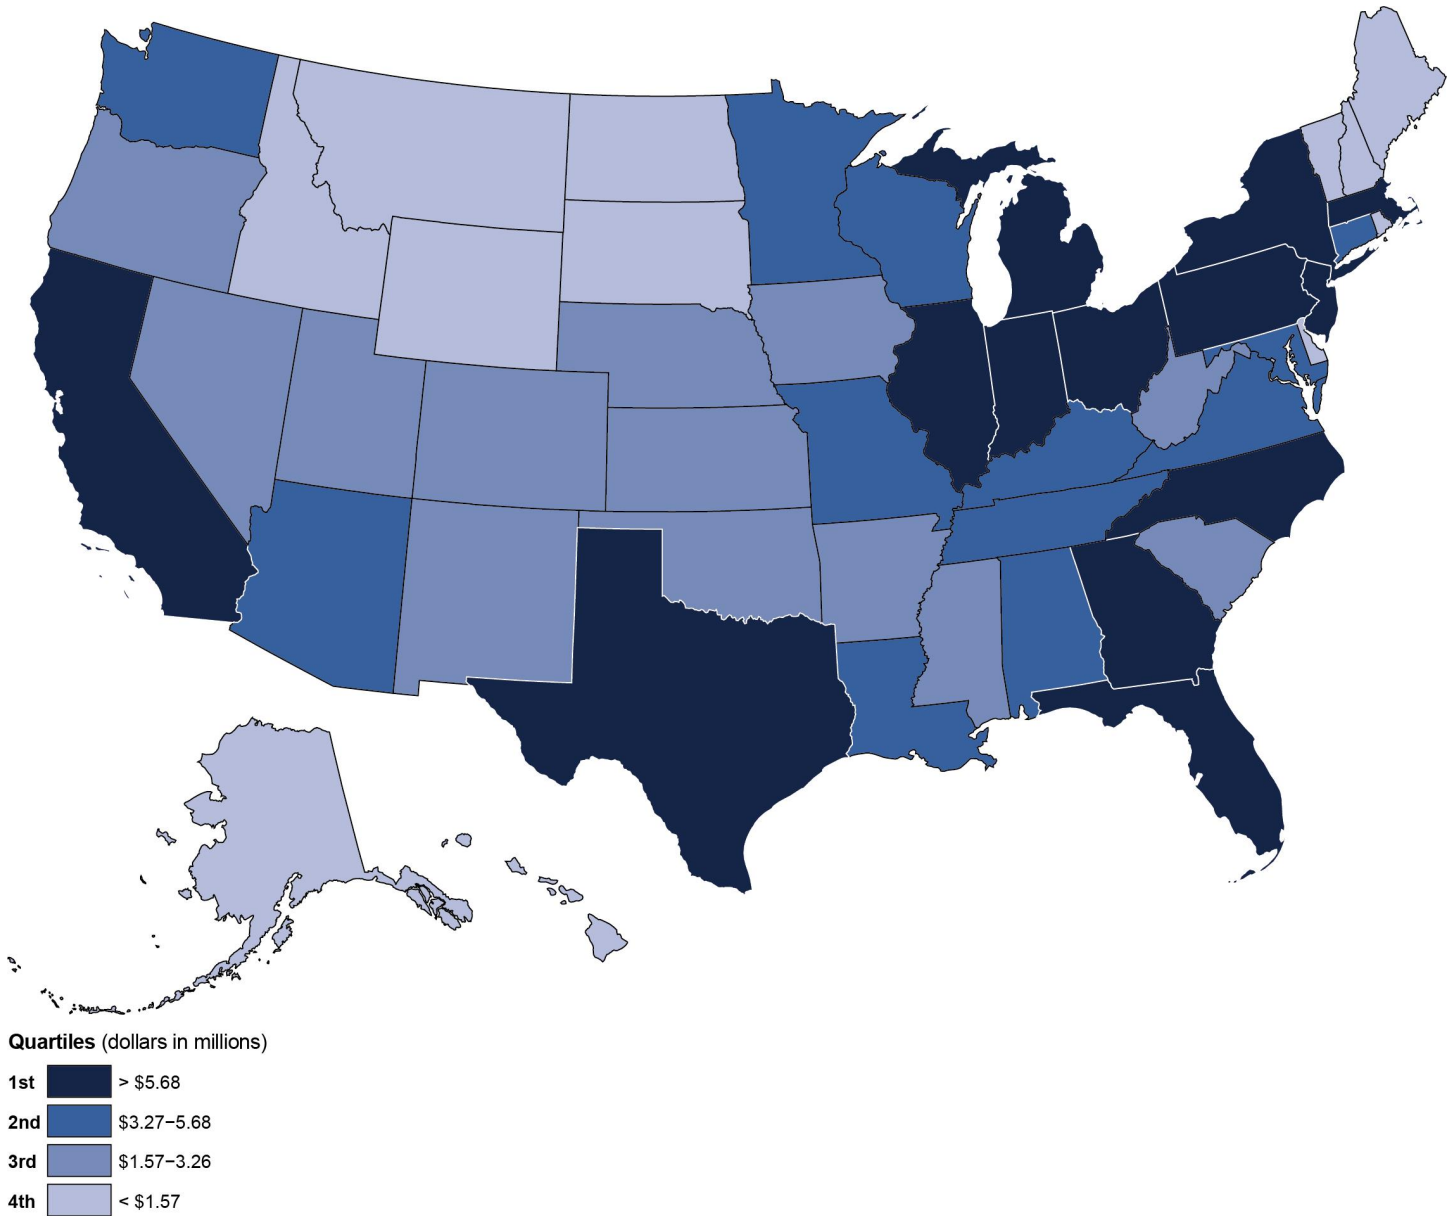 Quartiles (dollars in millions)
1st > $5.68
2nd $3.27−5.68
3rd $1.57−3.26
4th < $1.57